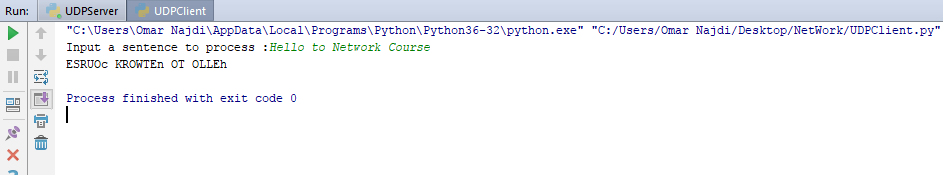 Run: UDPServer UDPClient
"C:\Users\Omar Najdi\AppData\Local\Programs\Python\Python36-32\python.exe" "C:/Users/Omar Najdi/Desktop/NetWork/UDPClient.py"
Input a sentence to process :Hello to Network Course
ESRUOc KROWTEn OT OLLEh
Process finished with exit code 0